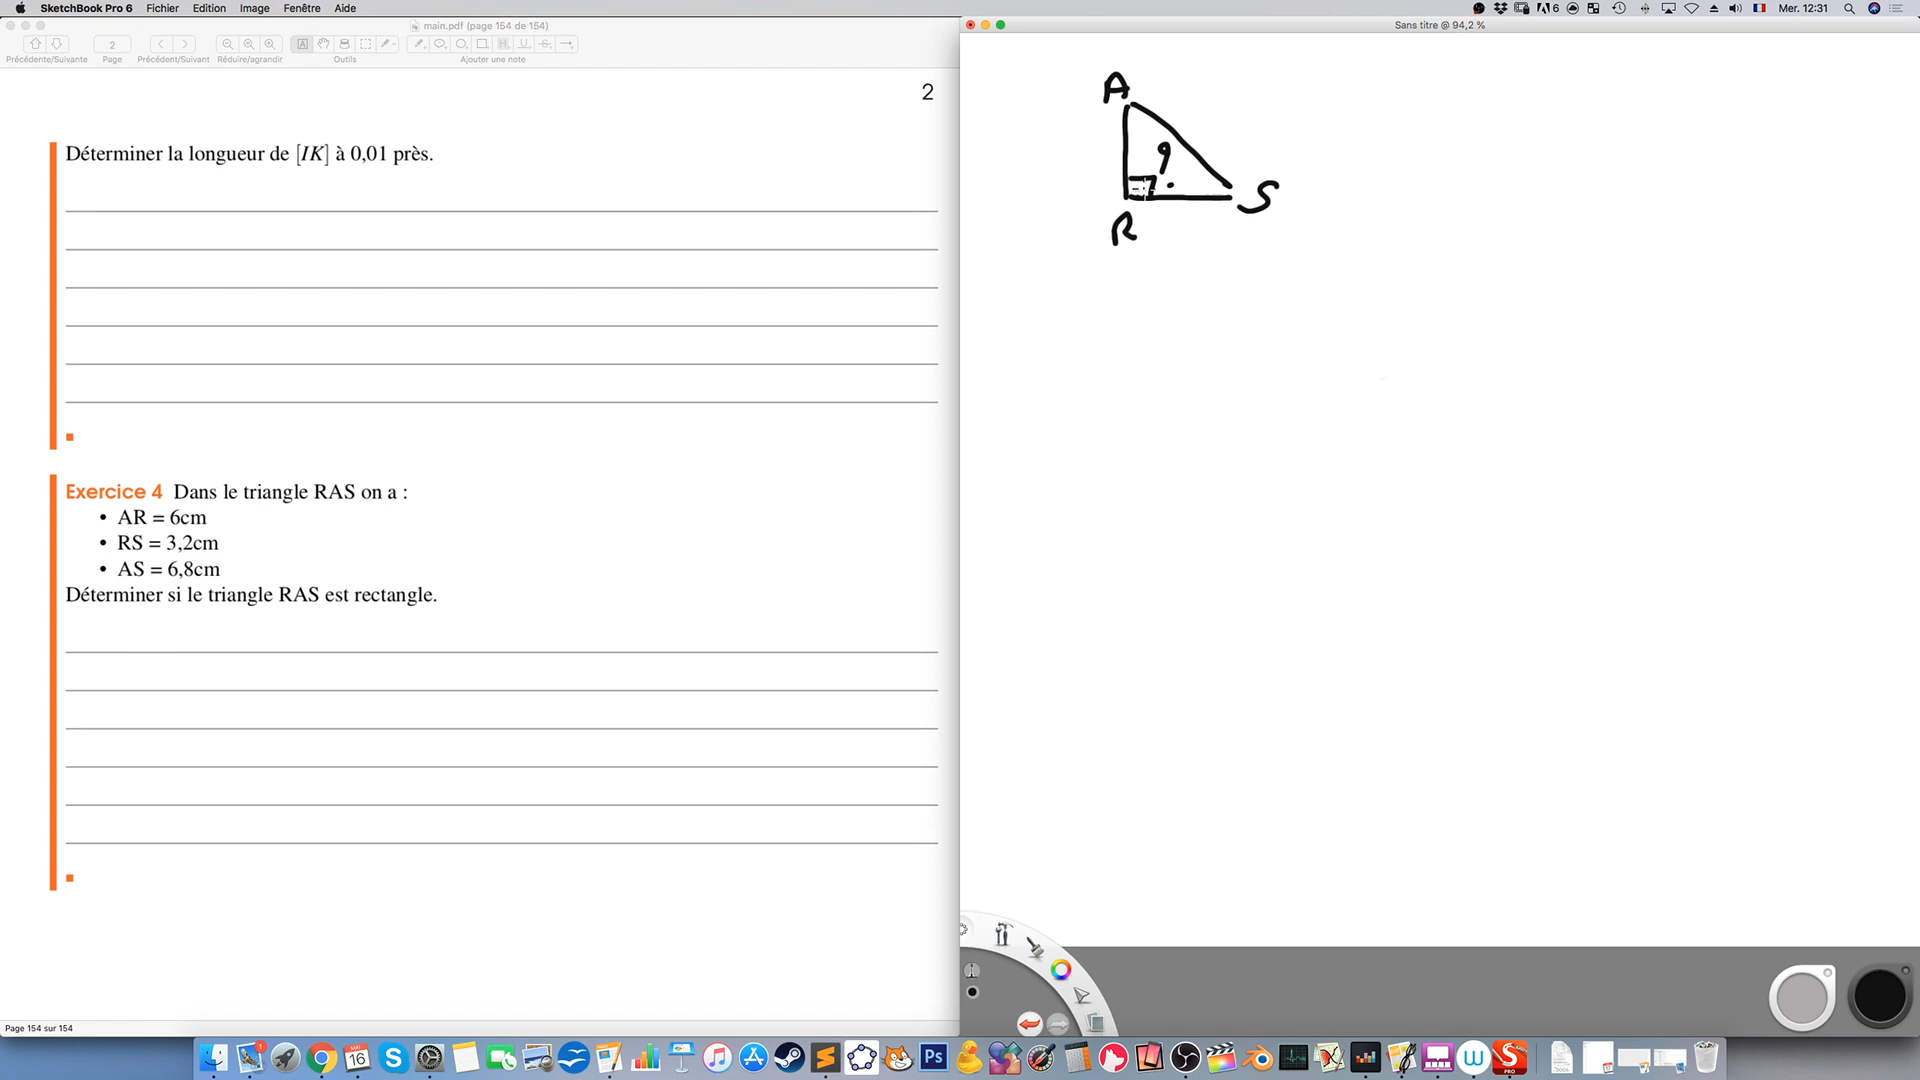 SketchBook Pro 6 Fichier Edition Image Fenêtre Aide
6 Mer. 12:31
main.pdf (page 154 de 154)
Sans titre @ 94,2 %
2
Précédente/Suivante Page Précédent/Suivant Réduire/agrandir Outils Ajouter une note
2
Déterminer la longueur de [IK] à 0,01 près.
Exercice 4 Dans le triangle RAS on a :
• AR = 6cm
• RS = 3,2cm
• AS = 6,8cm
Déterminer si le triangle RAS est rectangle.
A
?
S
R
Page 154 sur 154